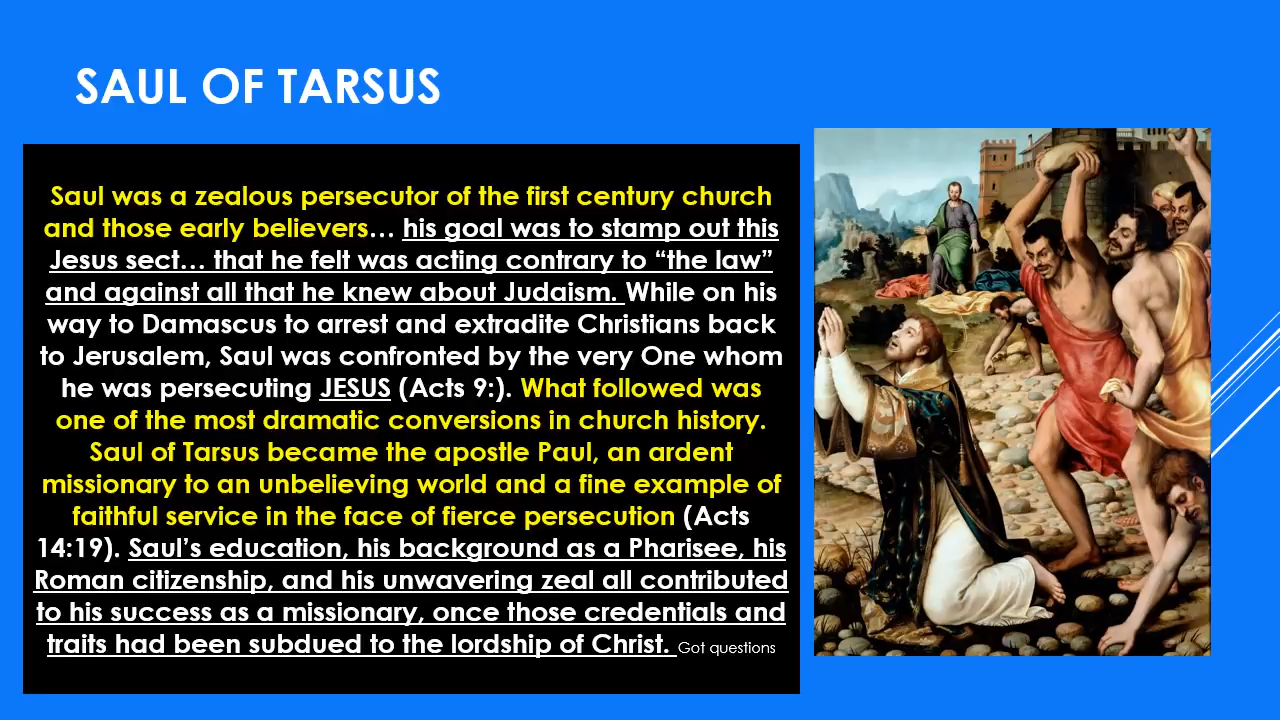 SAUL OF TARSUS
Saul was a zealous persecutor of the first century church
and those early believers… his goal was to stamp out this
Jesus sect… that he felt was acting contrary to “the law”
and against all that he knew about Judaism. While on his
way to Damascus to arrest and extradite Christians back
to Jerusalem, Saul was confronted by the very One whom
he was persecuting JESUS (Acts 9:). What followed was
one of the most dramatic conversions in church history.
Saul of Tarsus became the apostle Paul, an ardent
missionary to an unbelieving world and a fine example of
faithful service in the face of fierce persecution (Acts
14:19). Saul’s education, his background as a Pharisee, his
Roman citizenship, and his unwavering zeal all contributed
to his success as a missionary, once those credentials and
traits had been subdued to the lordship of Christ. Got questions